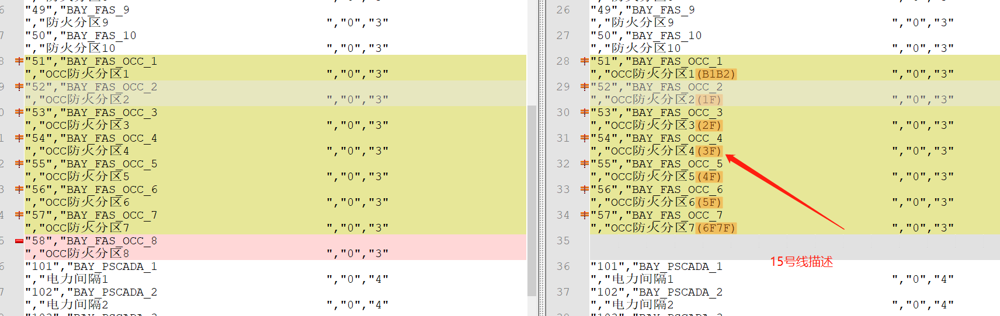 6 "49","BAY_FAS_9
","防火分区9 ","0","3"
7 "50","BAY_FAS_10
","防火分区10 ","0","3"
8 "51","BAY_FAS_OCC_1
","OCC防火分区1 ","0","3"
9 "52","BAY_FAS_OCC_2
","OCC防火分区2 ","0","3"
0 "53","BAY_FAS_OCC_3
","OCC防火分区3 ","0","3"
1 "54","BAY_FAS_OCC_4
","OCC防火分区4 ","0","3"
2 "55","BAY_FAS_OCC_5
","OCC防火分区5 ","0","3"
3 "56","BAY_FAS_OCC_6
","OCC防火分区6 ","0","3"
4 "57","BAY_FAS_OCC_7
","OCC防火分区7 ","0","3"
5 "58","BAY_FAS_OCC_8
","OCC防火分区8 ","0","3"
6 "101","BAY_PSCADA_1
","电力间隔1 ","0","4"
7 "102","BAY_PSCADA_2
","电力间隔2 ","0","4"
26 "49","BAY_FAS_9
","防火分区9 ","0","3"
27 "50","BAY_FAS_10
","防火分区10 ","0","3"
28 "51","BAY_FAS_OCC_1
","OCC防火分区1(B1B2) ","0","3"
29 "52","BAY_FAS_OCC_2
","OCC防火分区2(1F) ","0","3"
30 "53","BAY_FAS_OCC_3
","OCC防火分区3(2F) ","0","3"
31 "54","BAY_FAS_OCC_4
","OCC防火分区4(3F) ","0","3"
32 "55","BAY_FAS_OCC_5
","OCC防火分区5(4F) ","0","3"
33 "56","BAY_FAS_OCC_6
","OCC防火分区6(5F) ","0","3"
34 "57","BAY_FAS_OCC_7
","OCC防火分区7(6F7F) ","0","3"
35
15号线描述
36 "101","BAY_PSCADA_1
","电力间隔1 ","0","4"
37 "102","BAY_PSCADA_2
","电力间隔2 ","0","4"